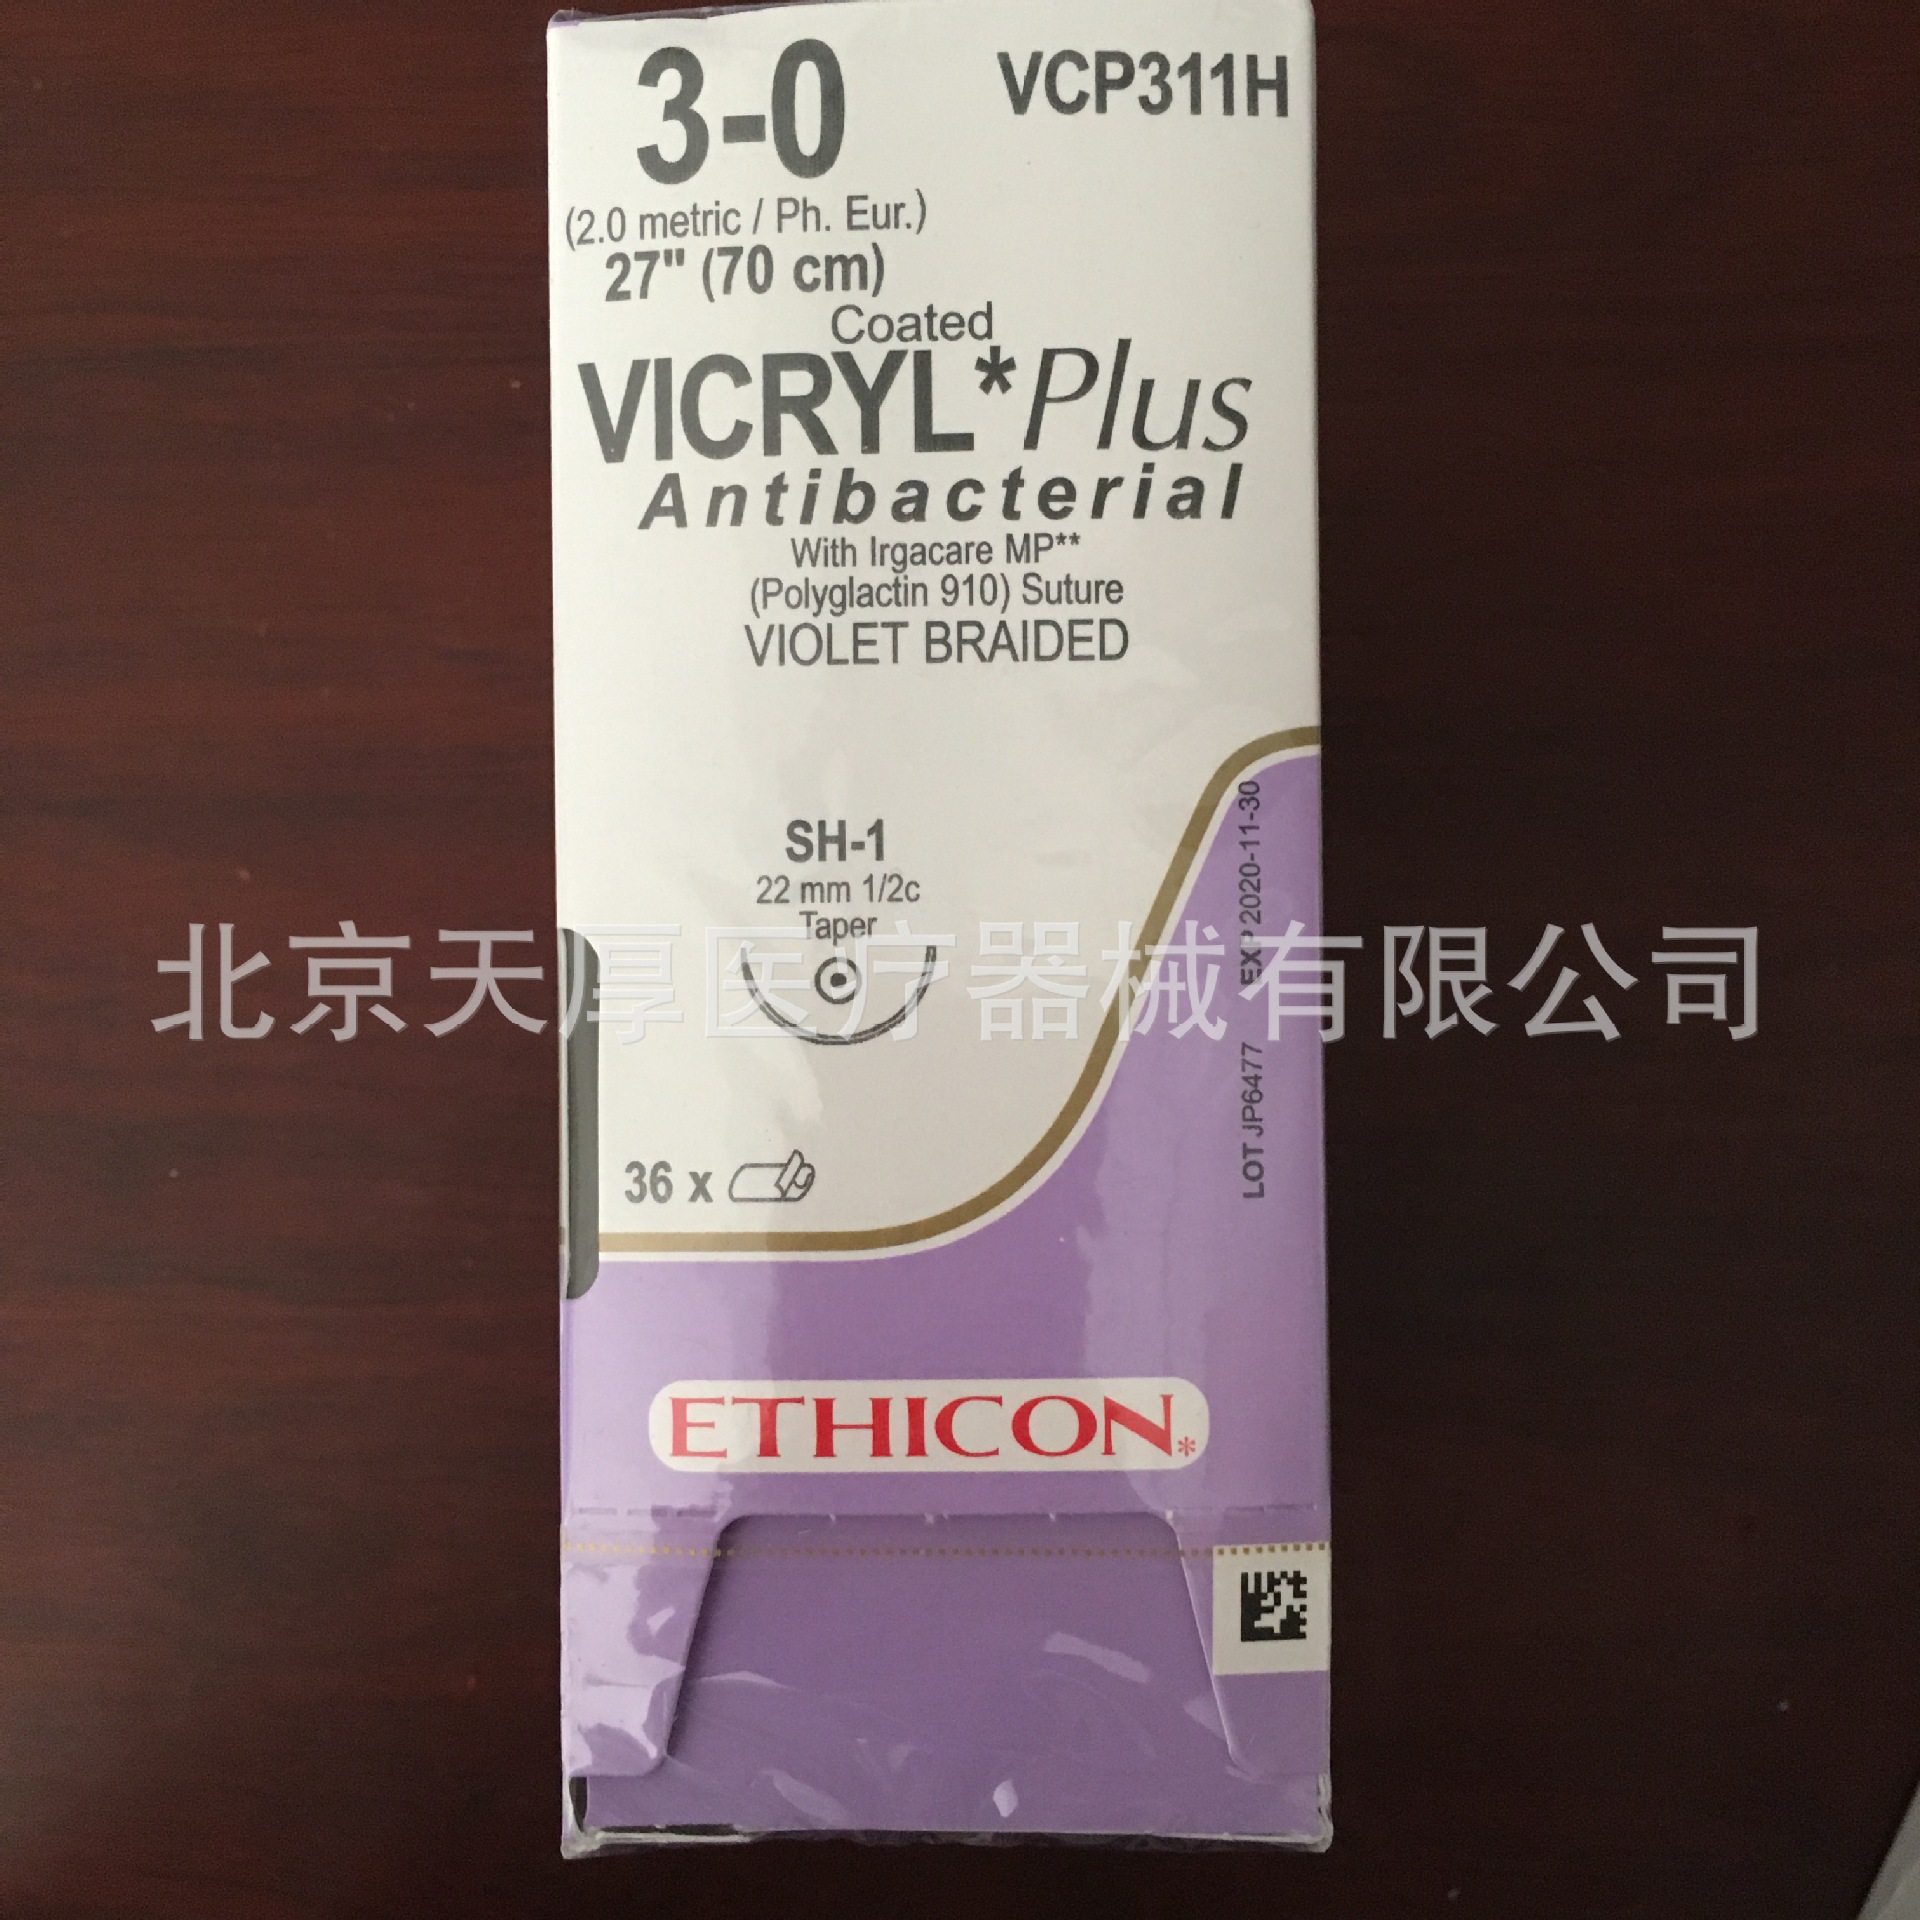 3-0
VCP311H
(2.0 metric / Ph. Eur.)
27" (70 cm)
Coated
VICRYL*Plus
Antibacterial
With Irgacare MP**
(Polyglactin 910) Suture
VIOLET BRAIDED
SH-1
22 mm 1/2c
Taper
北京天厚医疗器械有限公司
LOT JP6477 EXP 2020-11-30
36 x
ETHICON*